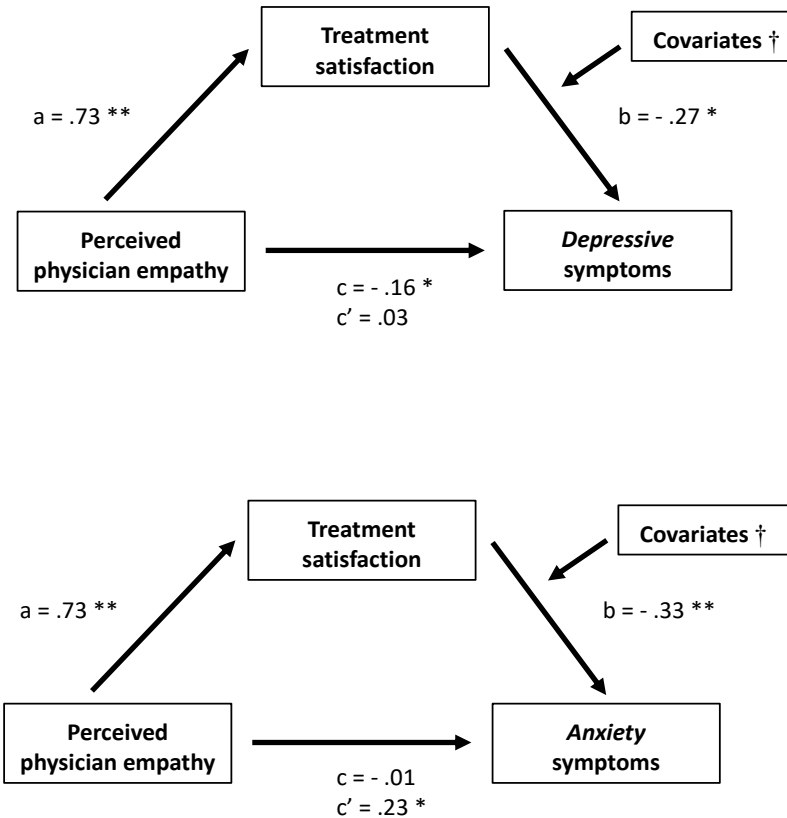 Treatment
satisfaction
Covariates †
a = .73 **
b = - .27 *
Perceived
physician empathy
Depressive
symptoms
c = - .16 *
c’ = .03
Treatment
satisfaction
Covariates †
a = .73 **
b = - .33 **
Perceived
physician empathy
Anxiety
symptoms
c = - .01
c’ = .23 *